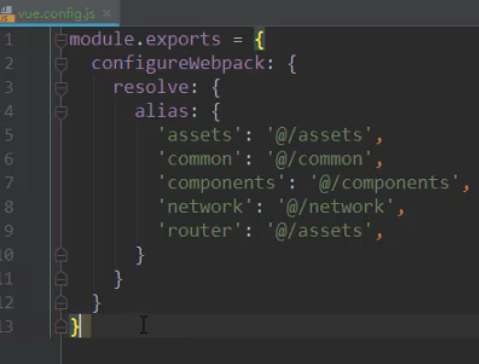 vue.config.js
1 module.exports = {
2 configureWebpack: {
3 resolve: {
4 alias: {
5 'assets': '@/assets',
6 'common': '@/common',
7 'components': '@/components',
8 'network': '@/network',
9 'router': '@/assets',
10 }
11 }
12 }
13 }